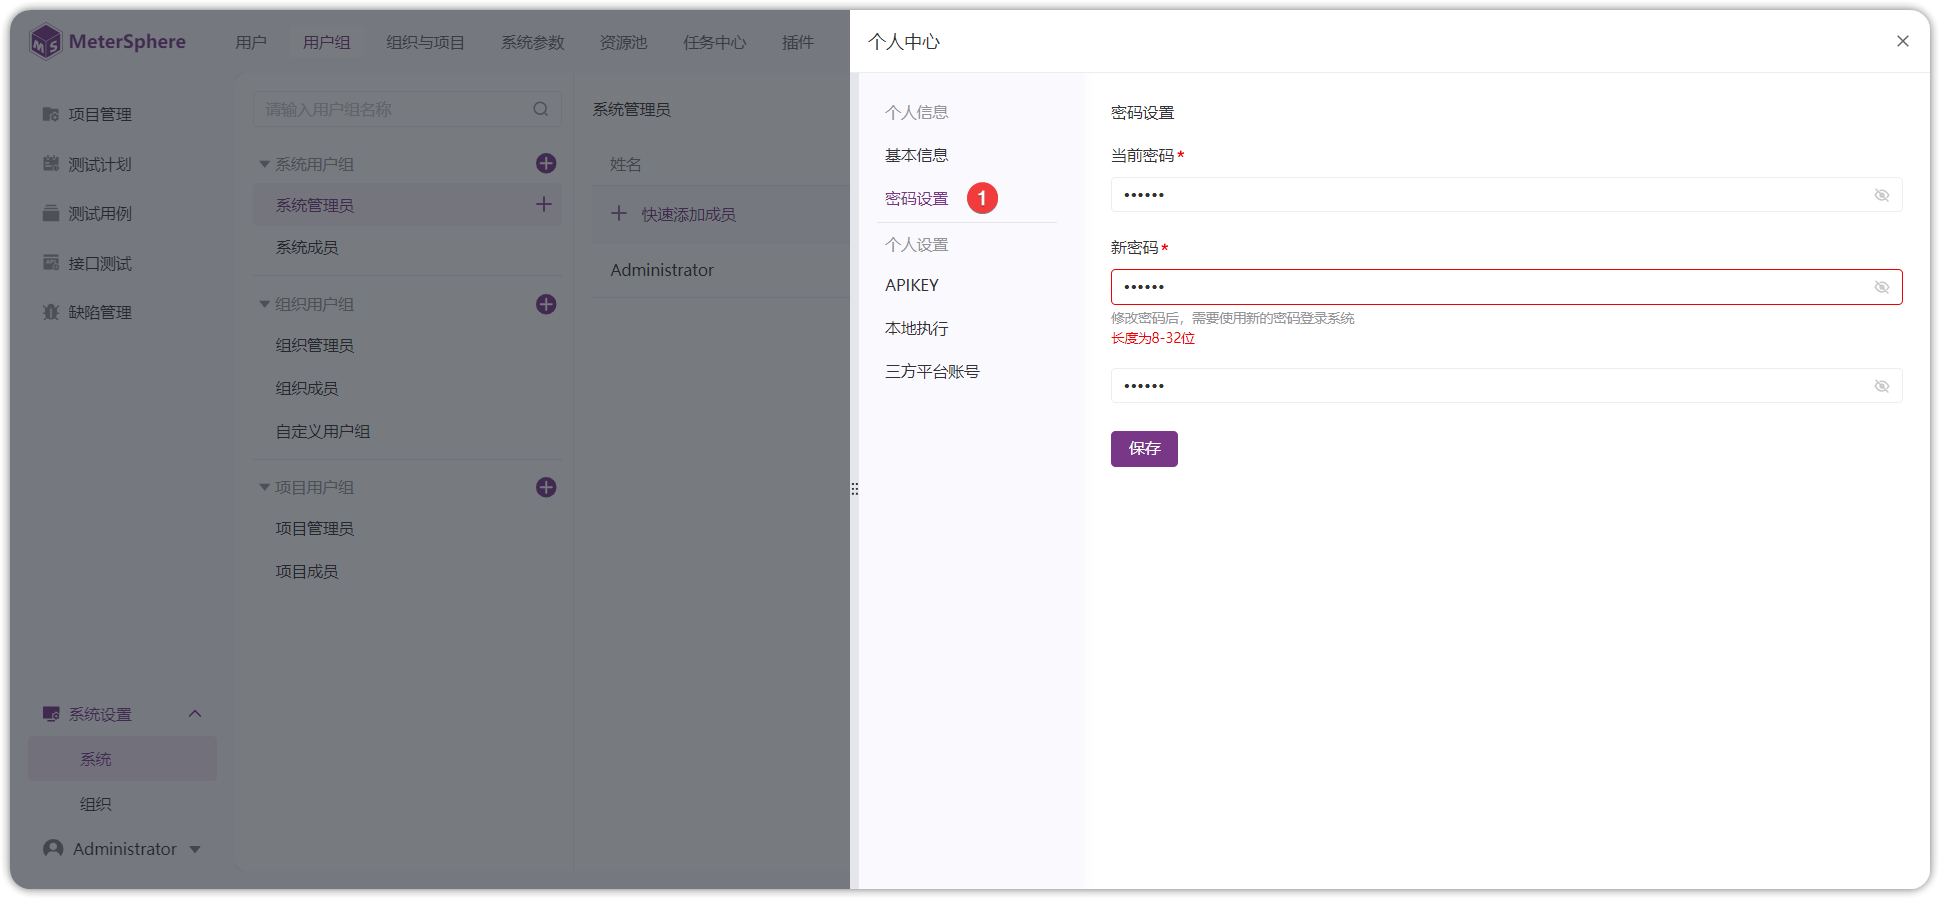 MeterSphere
用户
用户组
组织与项目
系统参数
资源池
任务中心
插件
项目管理
测试计划
测试用例
接口测试
缺陷管理
系统设置
系统
组织
Administrator
请输入用户组名称
系统用户组
系统管理员
系统成员
组织用户组
组织管理员
组织成员
自定义用户组
项目用户组
项目管理员
项目成员
系统管理员
姓名
快速添加成员
Administrator
个人中心
个人信息
基本信息
密码设置
1
个人设置
APIKEY
本地执行
三方平台账号
密码设置
当前密码*
••••••
新密码*
••••••
修改密码后，需要使用新的密码登录系统
长度为8-32位
••••••
保存